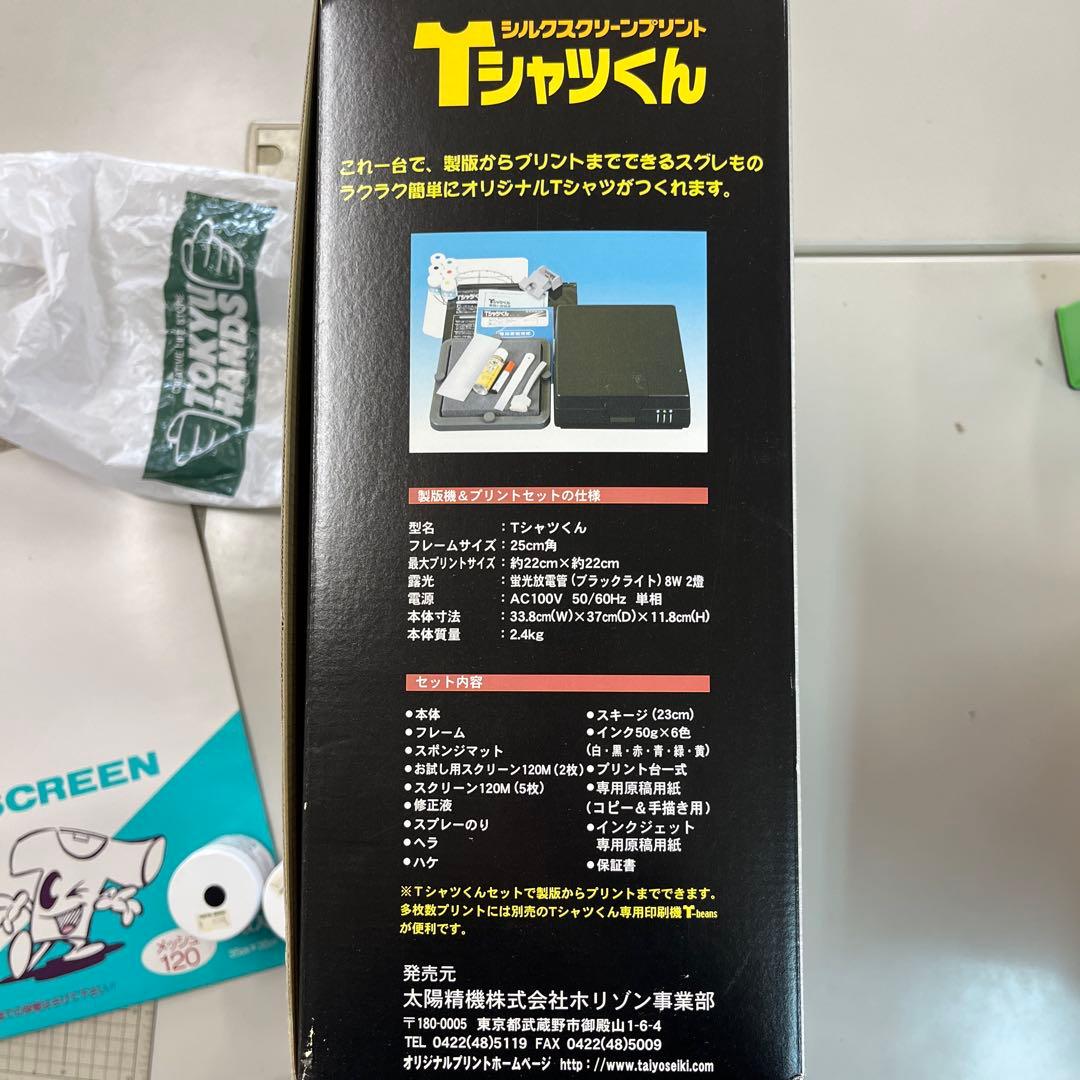 シルクスクリーンプリント
Tシャツくん
これ一台で、製版からプリントまでできるスグレもの
ラクラク簡単にオリジナルTシャツがつくれます。
Tシャツくん
Tシャツくん
製版機&プリントセットの仕様
型名 :Tシャツくん
フレームサイズ:25cm角
最大プリントサイズ:約22cm×約22cm
露光 :蛍光放電管(ブラックライト)8W 2燈
電源 :AC100V 50/60Hz 単相
本体寸法 :33.8cm(W)×37cm(D)×11.8cm(H)
本体質量 :2.4kg
セット内容
●本体
●フレーム
●スポンジマット
●お試し用スクリーン120M(2枚)
●スクリーン120M(5枚)
●修正液
●スプレーのり
●ヘラ
●ハケ
●スキージ(23cm)
●インク50g×6色
(白・黒・赤・青・緑・黄)
●プリント台一式
●専用原稿用紙
(コピー&手描き用)
●インクジェット
専用原稿用紙
●保証書
※Tシャツくんセットで製版からプリントまでできます。
多枚数プリントには別売のTシャツくん専用印刷機T-beans
が便利です。
発売元
太陽精機株式会社ホリゾン事業部
〒180-0005 東京都武蔵野市御殿山1-6-4
TEL 0422(48)5119 FAX 0422(48)5009
オリジナルプリントホームページ http://www.taiyoseiki.com
CREATIVE LIFE STORE
TOKYU
HANDS
SCREEN
メッシュ
120